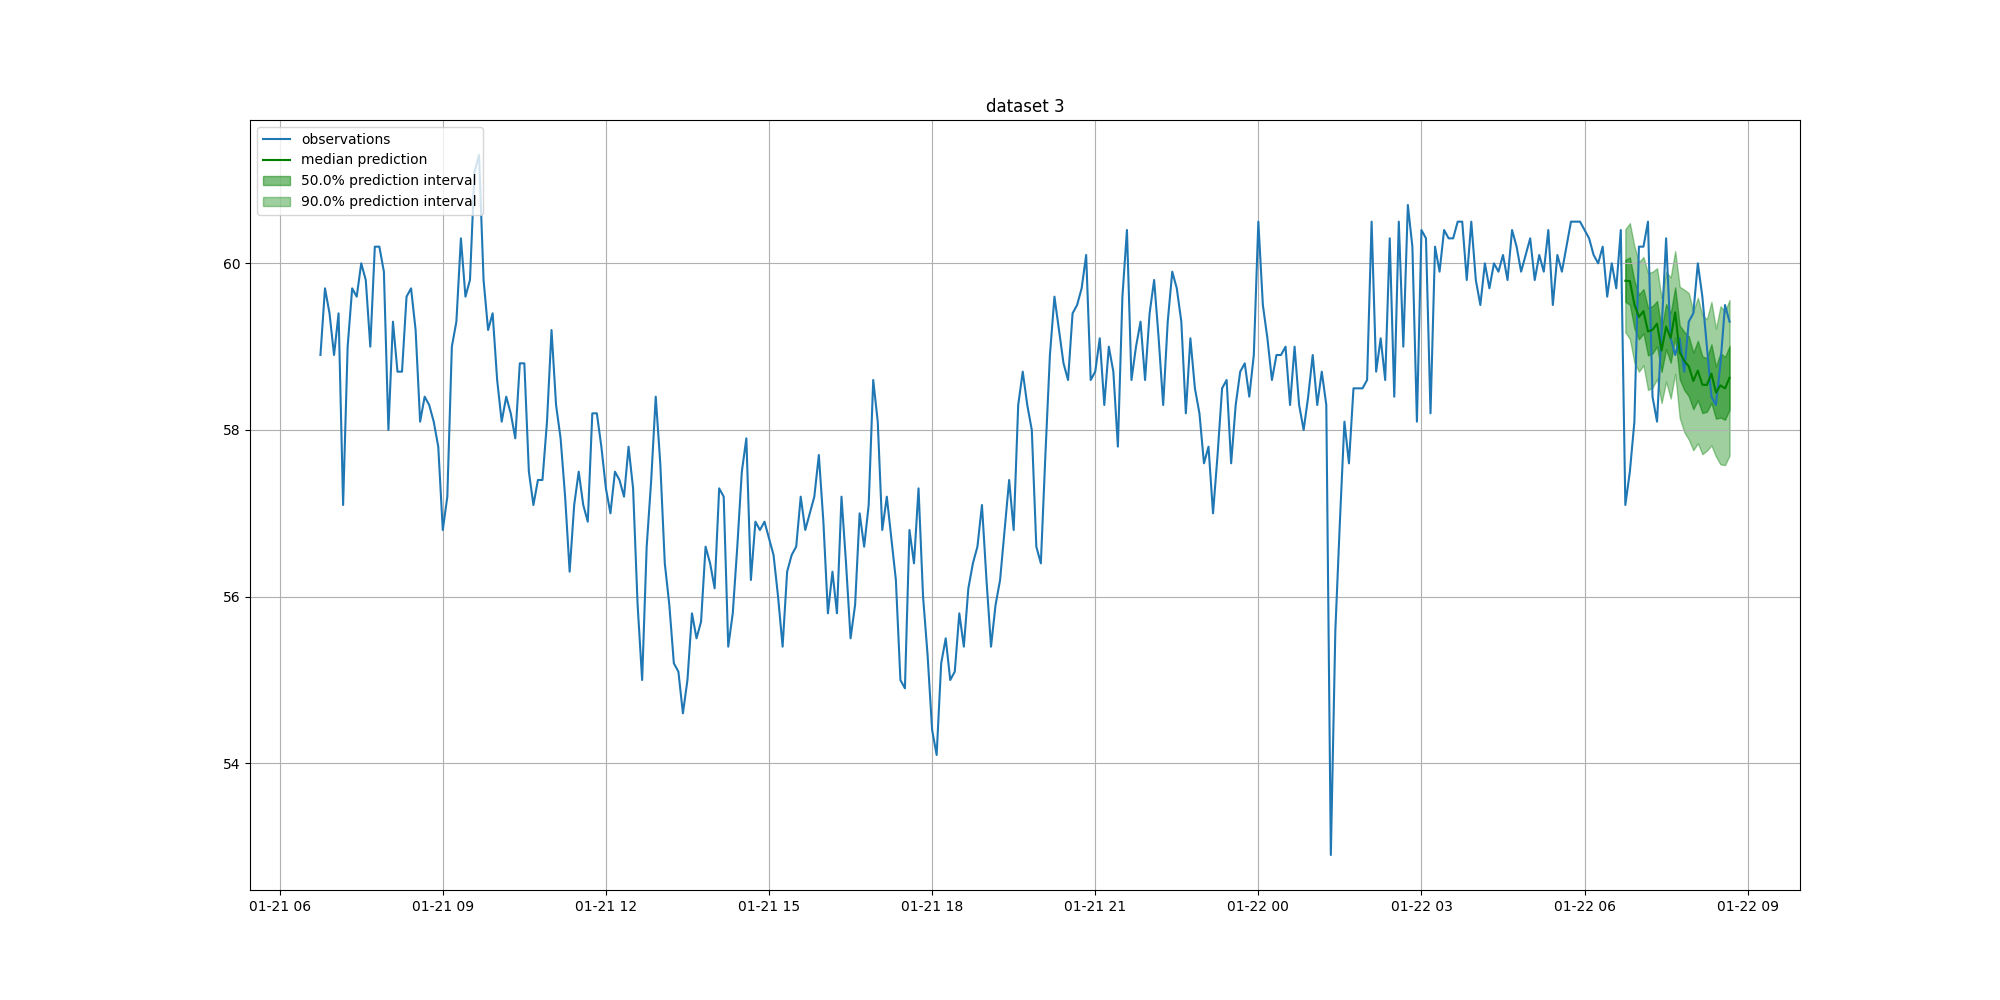 dataset 3
observations
median prediction
50.0% prediction interval
90.0% prediction interval
60
58
56
54
01-21 06
01-21 09
01-21 12
01-21 15
01-21 18
01-21 21
01-22 00
01-22 03
01-22 06
01-22 09